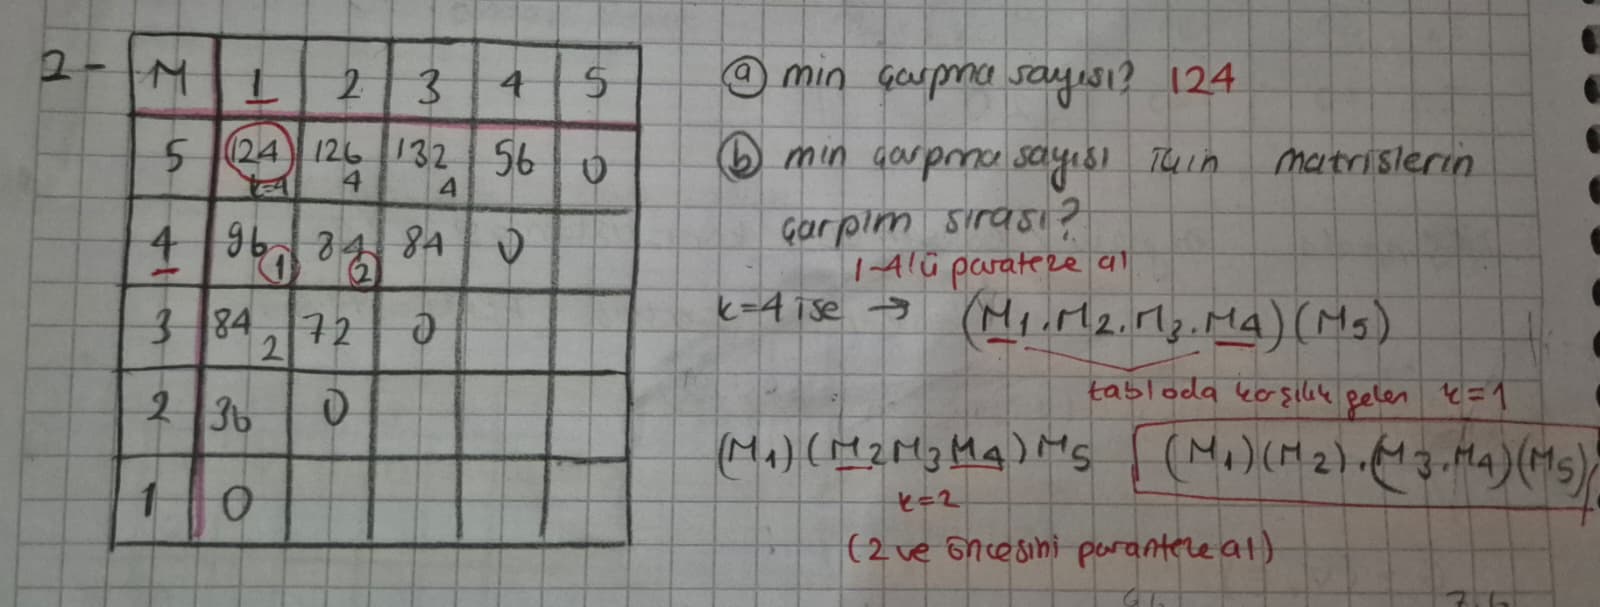 2-
M 1 2 3 4 5
5 124 k=4 126 4 132 4 56 0
4 96 1 84 2 84 0
3 84 2 72 0
2 36 0
1 0
a min çarpma sayısı? 124
b min çarpma sayısı için matrislerin
çarpım sırası?
1-4'ü parateze al
k=4 ise → (M1.M2.M3.M4)(M5)
tabloda karşılık gelen k=1
(M1)(M2M3M4)M5 (M1)(M2).(M3.M4)(M5)
k=2
(2 ve öncesini paranteze al)